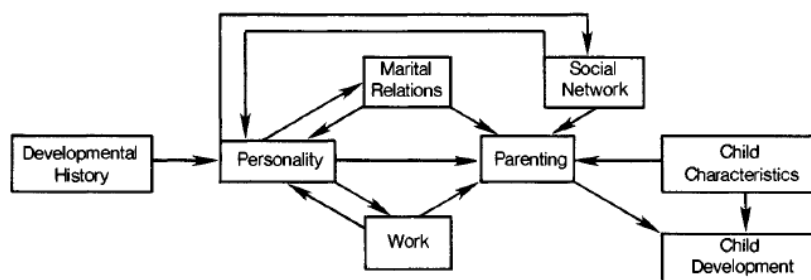 Marital
Relations
Social
Network
Developmental
History
Personality
Parenting
Child
Characteristics
Work
Child
Development